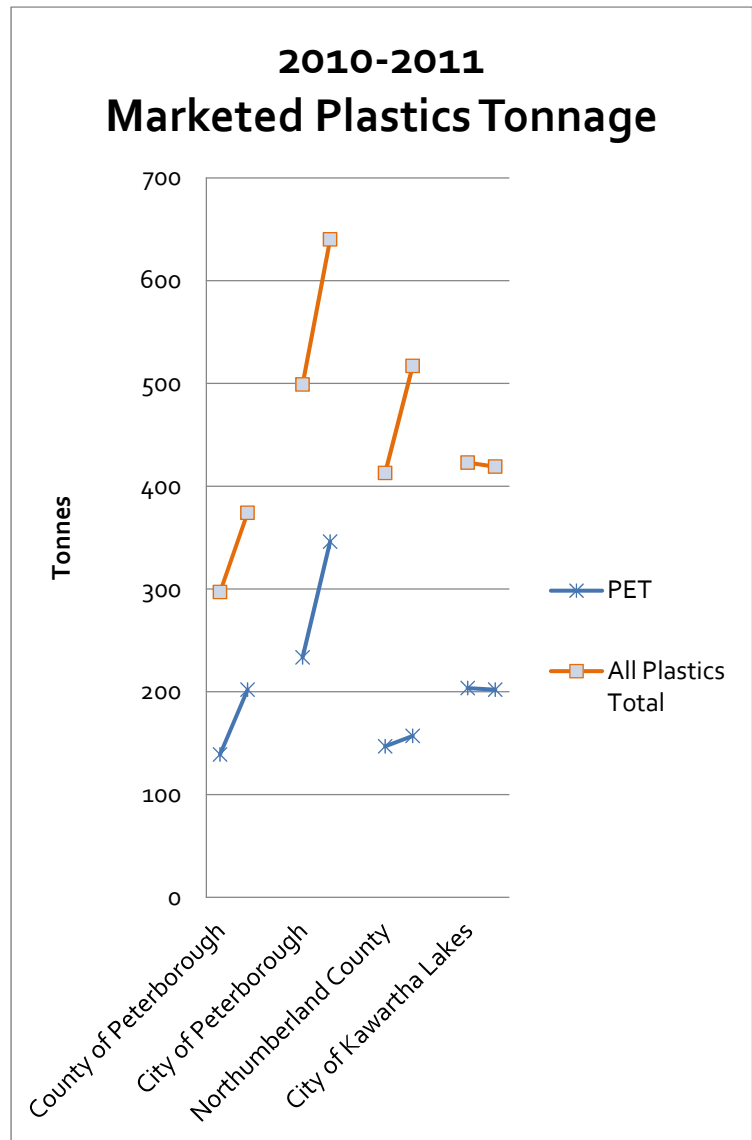 2010-2011
Marketed Plastics Tonnage
700
600
500
400
300
200
100
0
Tonnes
County of Peterborough
City of Peterborough
Northumberland County
City of Kawartha Lakes
PET
All Plastics
Total